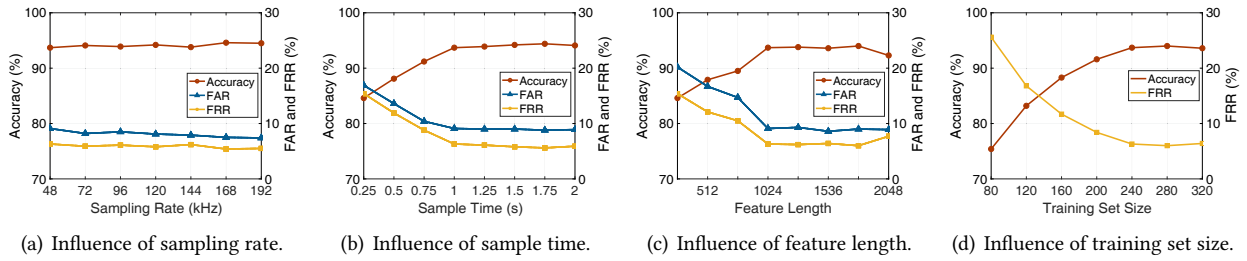 100
90
80
70
30
20
10
0
Accuracy (%)
FAR and FRR (%)
Accuracy
FAR
FRR
48 72 96 120 144 168 192
Sampling Rate (kHz)
(a) Influence of sampling rate.
100
90
80
70
30
20
10
0
Accuracy (%)
FAR and FRR (%)
Accuracy
FAR
FRR
0.25 0.5 0.75 1 1.25 1.5 1.75 2
Sample Time (s)
(b) Influence of sample time.
100
90
80
70
30
20
10
0
Accuracy (%)
FAR and FRR (%)
Accuracy
FAR
FRR
512 1024 1536 2048
Feature Length
(c) Influence of feature length.
100
90
80
70
30
20
10
0
Accuracy (%)
FRR (%)
Accuracy
FRR
80 120 160 200 240 280 320
Training Set Size
(d) Influence of training set size.